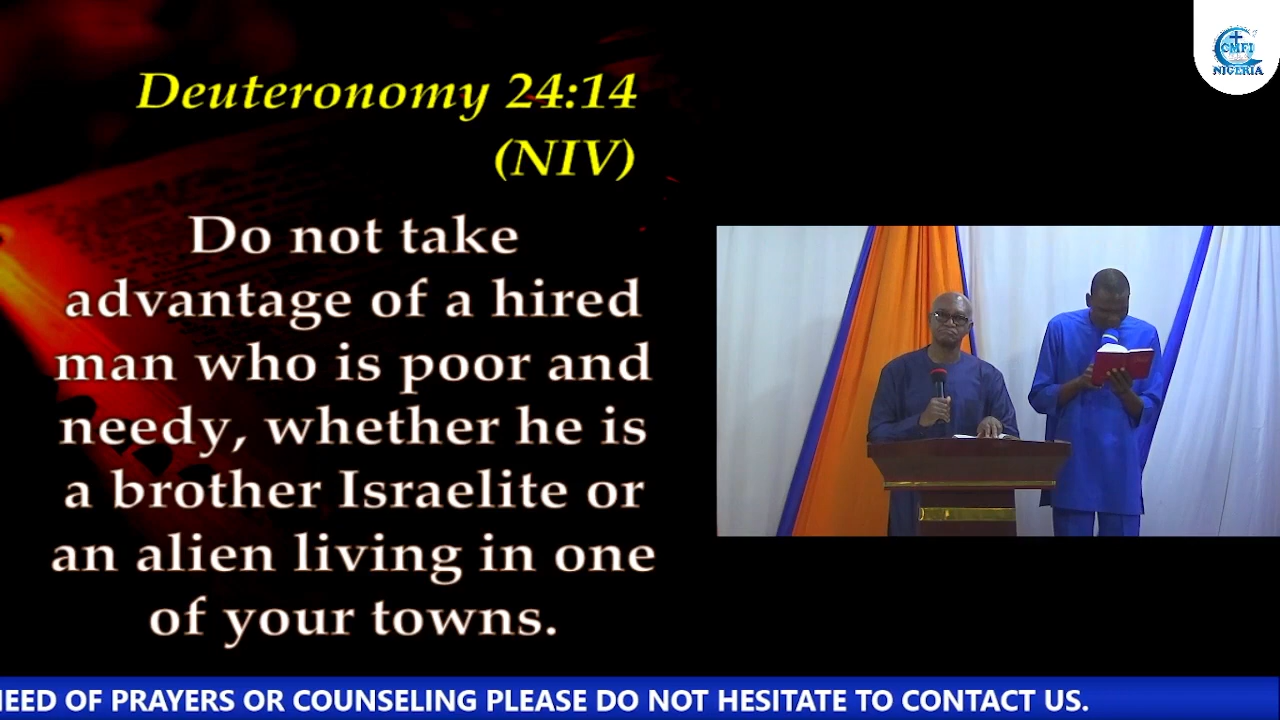 Deuteronomy 24:14
(NIV)
Do not take
advantage of a hired
man who is poor and
needy, whether he is
a brother Israelite or
an alien living in one
of your towns.
CMFI
NIGERIA
NEED OF PRAYERS OR COUNSELING PLEASE DO NOT HESITATE TO CONTACT US.